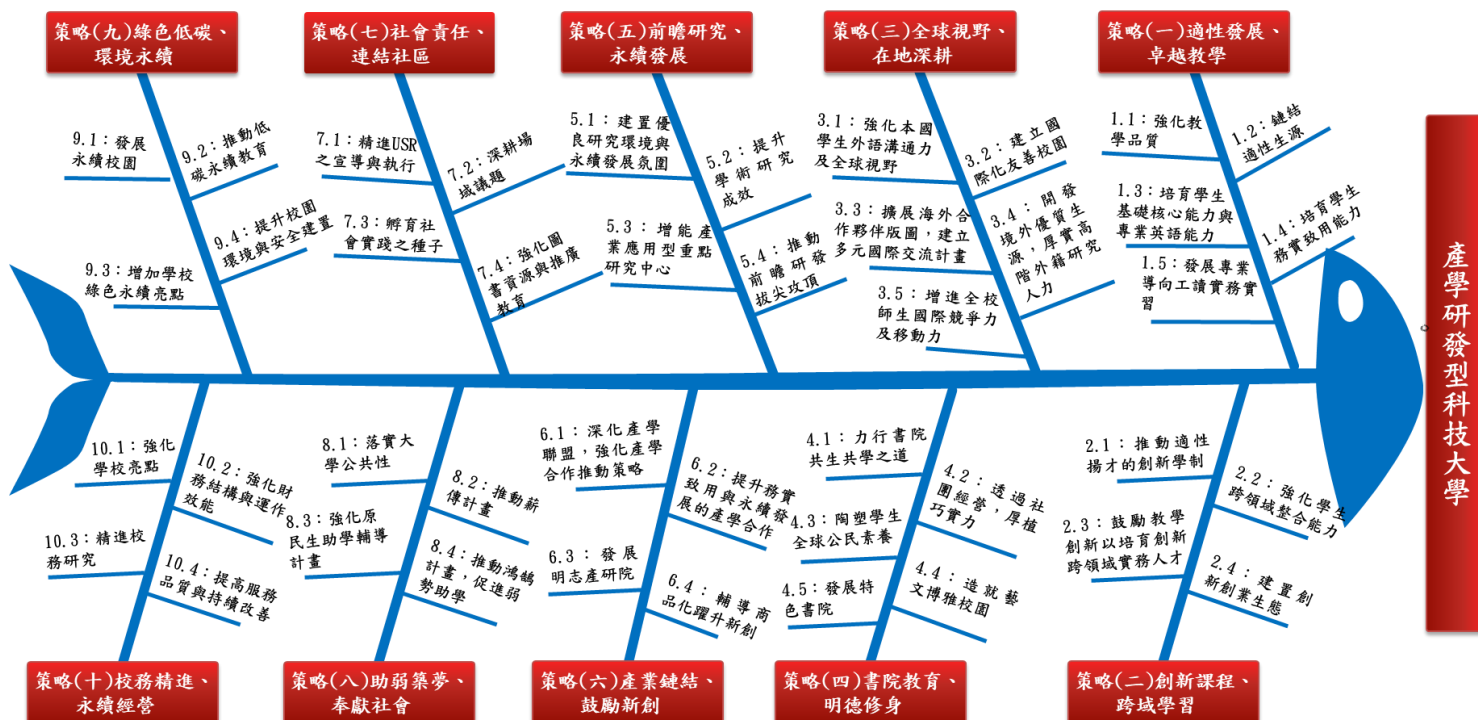 策略(九)綠色低碳、
環境永續
策略(七)社會責任、
連結社區
策略(五)前瞻研究、
永續發展
策略(三)全球視野、
在地深耕
策略(一)適性發展、
卓越教學
9.1：發展
永續校園
9.2：推動低
碳永續教育
9.3：增加學校
綠色永續亮點
9.4：提升校園
環境與安全建置
7.1：精進USR
之宣導與執行
7.2：深耕場
域議題
7.3：孵育社
會實踐之種子
7.4：強化圖
書資源與推廣
教育
5.1：建置優
良研究環境與
永續發展氛圍
5.2：提升
學術研究
成效
5.3：增能產
業應用型重點
研究中心
5.4：推動
前瞻研發
拔尖攻頂
3.1：強化本國
學生外語溝通力
及全球視野
3.2：建立國
際化友善校園
3.3：擴展海外合
作夥伴版圖，建立
多元國際交流計畫
3.4：開發
境外優質生
源，厚實高
階外籍研究
人力
3.5：增進全校
師生國際競爭力
及移動力
1.1：強化教
學品質
1.2：鏈結
適性生源
1.3：培育學生
基礎核心能力與
專業英語能力
1.4：培育學生
務實致用能力
1.5：發展專業
導向工讀實務實
習
產學研發型科技大學
10.1：強化
學校亮點
10.2：強化財
務結構與運作
效能
10.3：精進校
務研究
10.4：提高服務
品質與持續改善
8.1：落實大
學公共性
8.2：推動薪
傳計畫
8.3：強化原
民生助學輔導
計畫
8.4：推動鴻鵠
計畫，促進弱
勢助學
6.1：深化產學
聯盟，強化產學
合作推動策略
6.2：提升務實
致用與永續發
展的產學合作
6.3：發展
明志產研院
6.4：輔導商
品化躍升新創
4.1：力行書院
共生共學之道
4.2：透過社
團經營，厚植
巧實力
4.3：陶塑學生
全球公民素養
4.4：造就藝
文博雅校園
4.5：發展特
色書院
2.1：推動適性
揚才的創新學制
2.2：強化學生
跨領域整合能力
2.3：鼓勵教學
創新以培育創新
跨領域實務人才
2.4：建置創
新創業生態
策略(十)校務精進、
永續經營
策略(八)助弱築夢、
奉獻社會
策略(六)產業鏈結、
鼓勵新創
策略(四)書院教育、
明德修身
策略(二)創新課程、
跨域學習